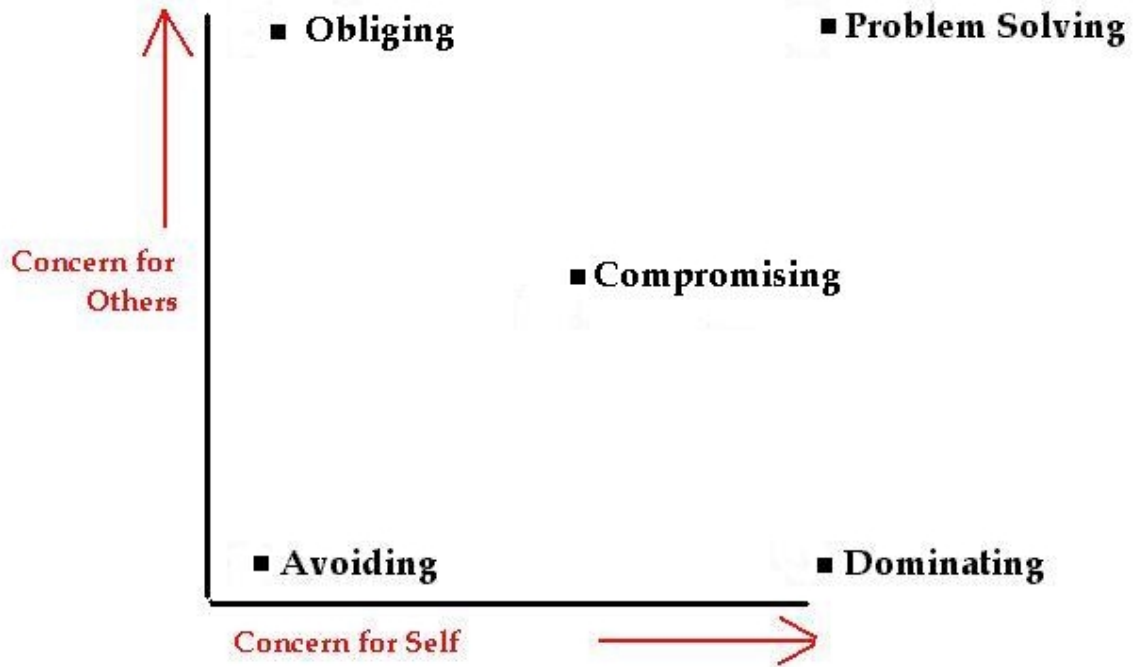 Obliging
Problem Solving
Concern for
Others
Compromising
Avoiding
Dominating
Concern for Self